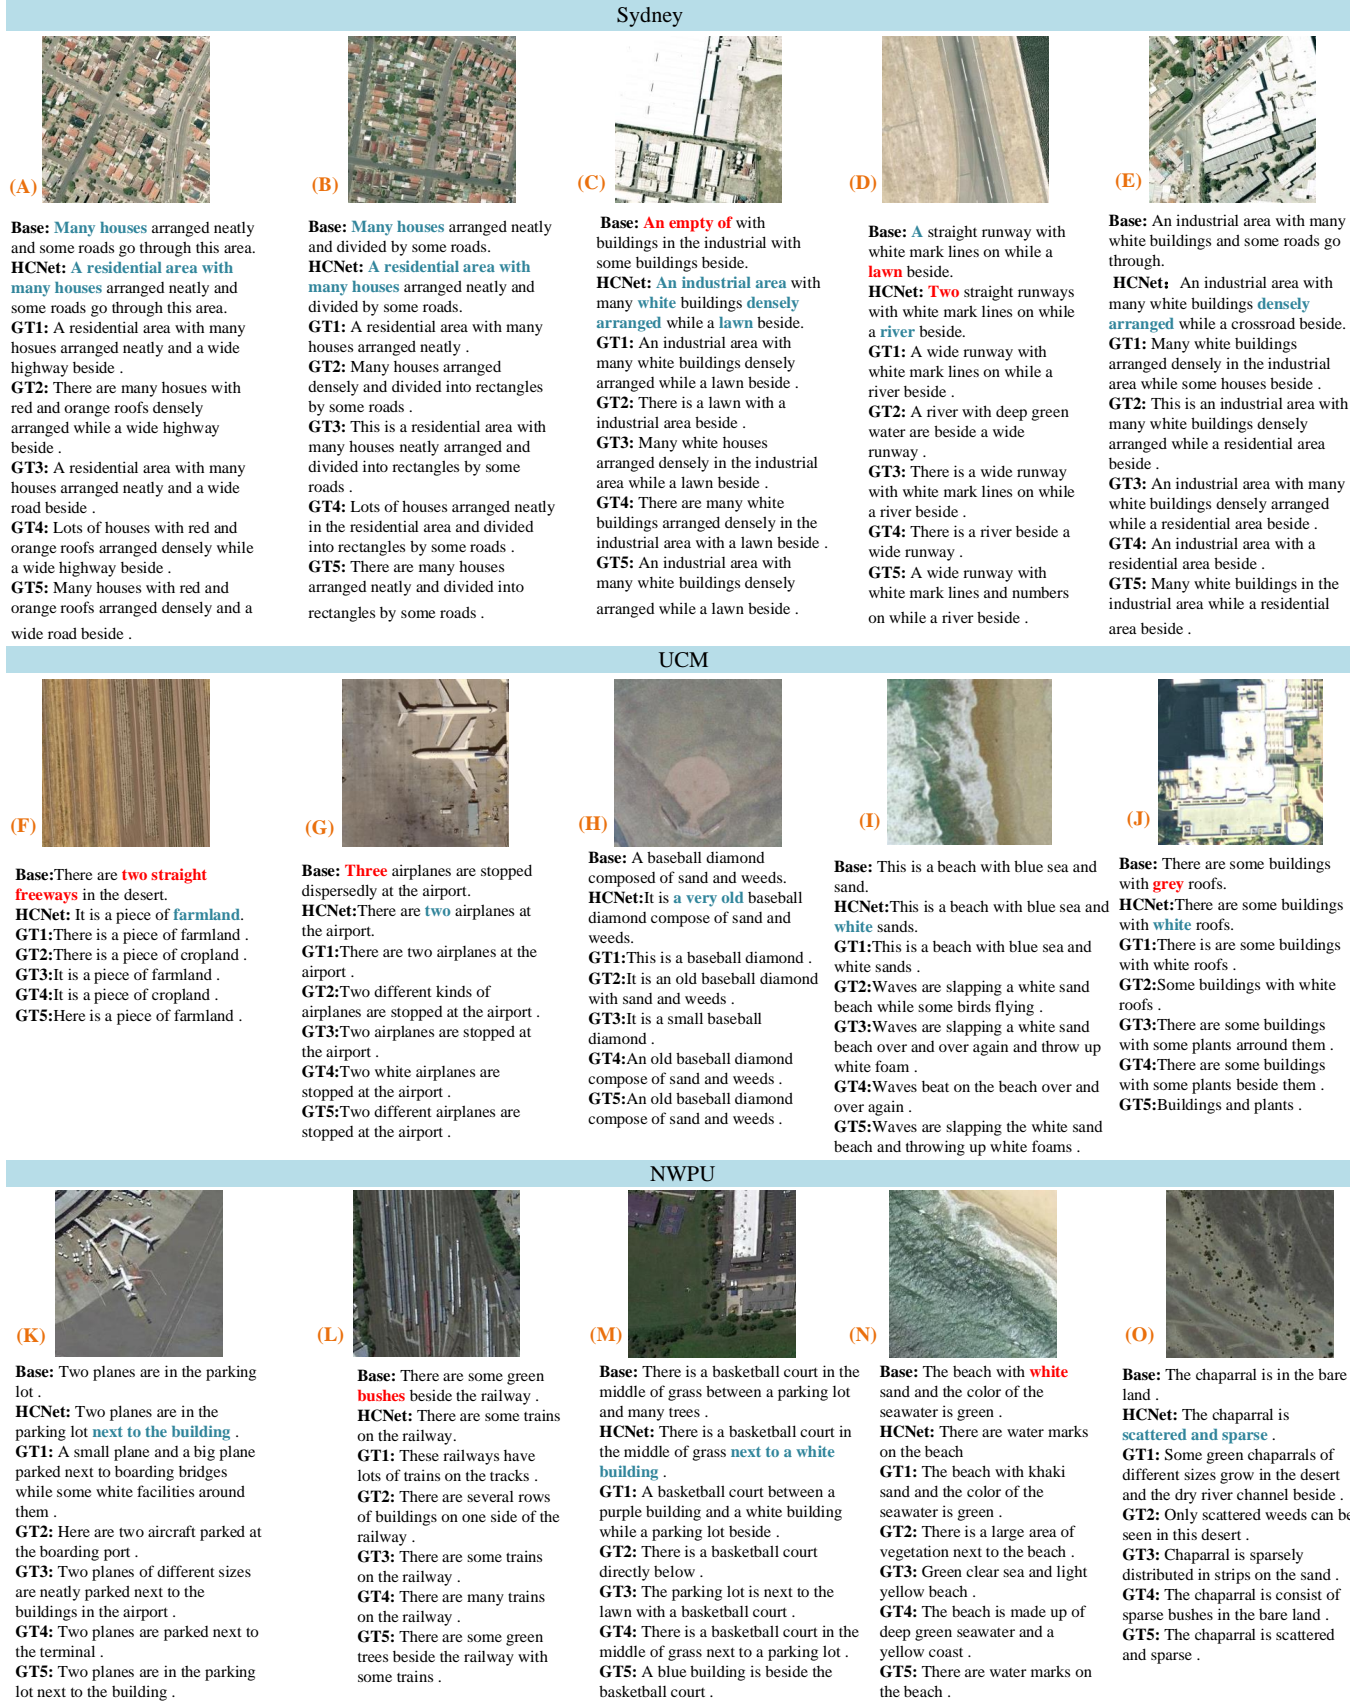 Sydney
(A)
Base: Many houses arranged neatly
and some roads go through this area.
HCNet: A residential area with
many houses arranged neatly and
some roads go through this area.
GT1: A residential area with many
hosues arranged neatly and a wide
highway beside .
GT2: There are many hosues with
red and orange roofs densely
arranged while a wide highway
beside .
GT3: A residential area with many
houses arranged neatly and a wide
road beside .
GT4: Lots of houses with red and
orange roofs arranged densely while
a wide highway beside .
GT5: Many houses with red and
orange roofs arranged densely and a
wide road beside .
(B)
Base: Many houses arranged neatly
and divided by some roads.
HCNet: A residential area with
many houses arranged neatly and
divided by some roads.
GT1: A residential area with many
houses arranged neatly .
GT2: Many houses arranged
densely and divided into rectangles
by some roads .
GT3: This is a residential area with
many houses neatly arranged and
divided into rectangles by some
roads .
GT4: Lots of houses arranged neatly
in the residential area and divided
into rectangles by some roads .
GT5: There are many houses
arranged neatly and divided into
rectangles by some roads .
(C)
Base: An empty of with
buildings in the industrial with
some buildings beside.
HCNet: An industrial area with
many white buildings densely
arranged while a lawn beside.
GT1: An industrial area with
many white buildings densely
arranged while a lawn beside .
GT2: There is a lawn with a
industrial area beside .
GT3: Many white houses
arranged densely in the industrial
area while a lawn beside .
GT4: There are many white
buildings arranged densely in the
industrial area with a lawn beside .
GT5: An industrial area with
many white buildings densely
arranged while a lawn beside .
(D)
Base: A straight runway with
white mark lines on while a
lawn beside.
HCNet: Two straight runways
with white mark lines on while
a river beside.
GT1: A wide runway with
white mark lines on while a
river beside .
GT2: A river with deep green
water are beside a wide
runway .
GT3: There is a wide runway
with white mark lines on while
a river beside .
GT4: There is a river beside a
wide runway .
GT5: A wide runway with
white mark lines and numbers
on while a river beside .
(E)
Base: An industrial area with many
white buildings and some roads go
through.
HCNet： An industrial area with
many white buildings densely
arranged while a crossroad beside.
GT1: Many white buildings
arranged densely in the industrial
area while some houses beside .
GT2: This is an industrial area with
many white buildings densely
arranged while a residential area
beside .
GT3: An industrial area with many
white buildings densely arranged
while a residential area beside .
GT4: An industrial area with a
residential area beside .
GT5: Many white buildings in the
industrial area while a residential
area beside .
UCM
(F)
Base:There are two straight
freeways in the desert.
HCNet: It is a piece of farmland.
GT1:There is a piece of farmland .
GT2:There is a piece of cropland .
GT3:It is a piece of farmland .
GT4:It is a piece of cropland .
GT5:Here is a piece of farmland .
(G)
Base: Three airplanes are stopped
dispersedly at the airport.
HCNet:There are two airplanes at
the airport.
GT1:There are two airplanes at the
airport .
GT2:Two different kinds of
airplanes are stopped at the airport .
GT3:Two airplanes are stopped at
the airport .
GT4:Two white airplanes are
stopped at the airport .
GT5:Two different airplanes are
stopped at the airport .
(H)
Base: A baseball diamond
composed of sand and weeds.
HCNet:It is a very old baseball
diamond compose of sand and
weeds.
GT1:This is a baseball diamond .
GT2:It is an old baseball diamond
with sand and weeds .
GT3:It is a small baseball
diamond .
GT4:An old baseball diamond
compose of sand and weeds .
GT5:An old baseball diamond
compose of sand and weeds .
(I)
Base: This is a beach with blue sea and
sand.
HCNet:This is a beach with blue sea and
white sands.
GT1:This is a beach with blue sea and
white sands .
GT2:Waves are slapping a white sand
beach while some birds flying .
GT3:Waves are slapping a white sand
beach over and over again and throw up
white foam .
GT4:Waves beat on the beach over and
over again .
GT5:Waves are slapping the white sand
beach and throwing up white foams .
(J)
Base: There are some buildings
with grey roofs.
HCNet:There are some buildings
with white roofs.
GT1:There is are some buildings
with white roofs .
GT2:Some buildings with white
roofs .
GT3:There are some buildings
with some plants arround them .
GT4:There are some buildings
with some plants beside them .
GT5:Buildings and plants .
NWPU
(K)
Base: Two planes are in the parking
lot .
HCNet: Two planes are in the
parking lot next to the building .
GT1: A small plane and a big plane
parked next to boarding bridges
while some white facilities around
them .
GT2: Here are two aircraft parked at
the boarding port .
GT3: Two planes of different sizes
are neatly parked next to the
buildings in the airport .
GT4: Two planes are parked next to
the terminal .
GT5: Two planes are in the parking
lot next to the building .
(L)
Base: There are some green
bushes beside the railway .
HCNet: There are some trains
on the railway.
GT1: These railways have
lots of trains on the tracks .
GT2: There are several rows
of buildings on one side of the
railway .
GT3: There are some trains
on the railway .
GT4: There are many trains
on the railway .
GT5: There are some green
trees beside the railway with
some trains .
(M)
Base: There is a basketball court in the
middle of grass between a parking lot
and many trees .
HCNet: There is a basketball court in
the middle of grass next to a white
building .
GT1: A basketball court between a
purple building and a white building
while a parking lot beside .
GT2: There is a basketball court
directly below .
GT3: The parking lot is next to the
lawn with a basketball court .
GT4: There is a basketball court in the
middle of grass next to a parking lot .
GT5: A blue building is beside the
basketball court .
(N)
Base: The beach with white
sand and the color of the
seawater is green .
HCNet: There are water marks
on the beach
GT1: The beach with khaki
sand and the color of the
seawater is green .
GT2: There is a large area of
vegetation next to the beach .
GT3: Green clear sea and light
yellow beach .
GT4: The beach is made up of
deep green seawater and a
yellow coast .
GT5: There are water marks on
the beach .
(O)
Base: The chaparral is in the bare
land .
HCNet: The chaparral is
scattered and sparse .
GT1: Some green chaparrals of
different sizes grow in the desert
and the dry river channel beside .
GT2: Only scattered weeds can be
seen in this desert .
GT3: Chaparral is sparsely
distributed in strips on the sand .
GT4: The chaparral is consist of
sparse bushes in the bare land .
GT5: The chaparral is scattered
and sparse .